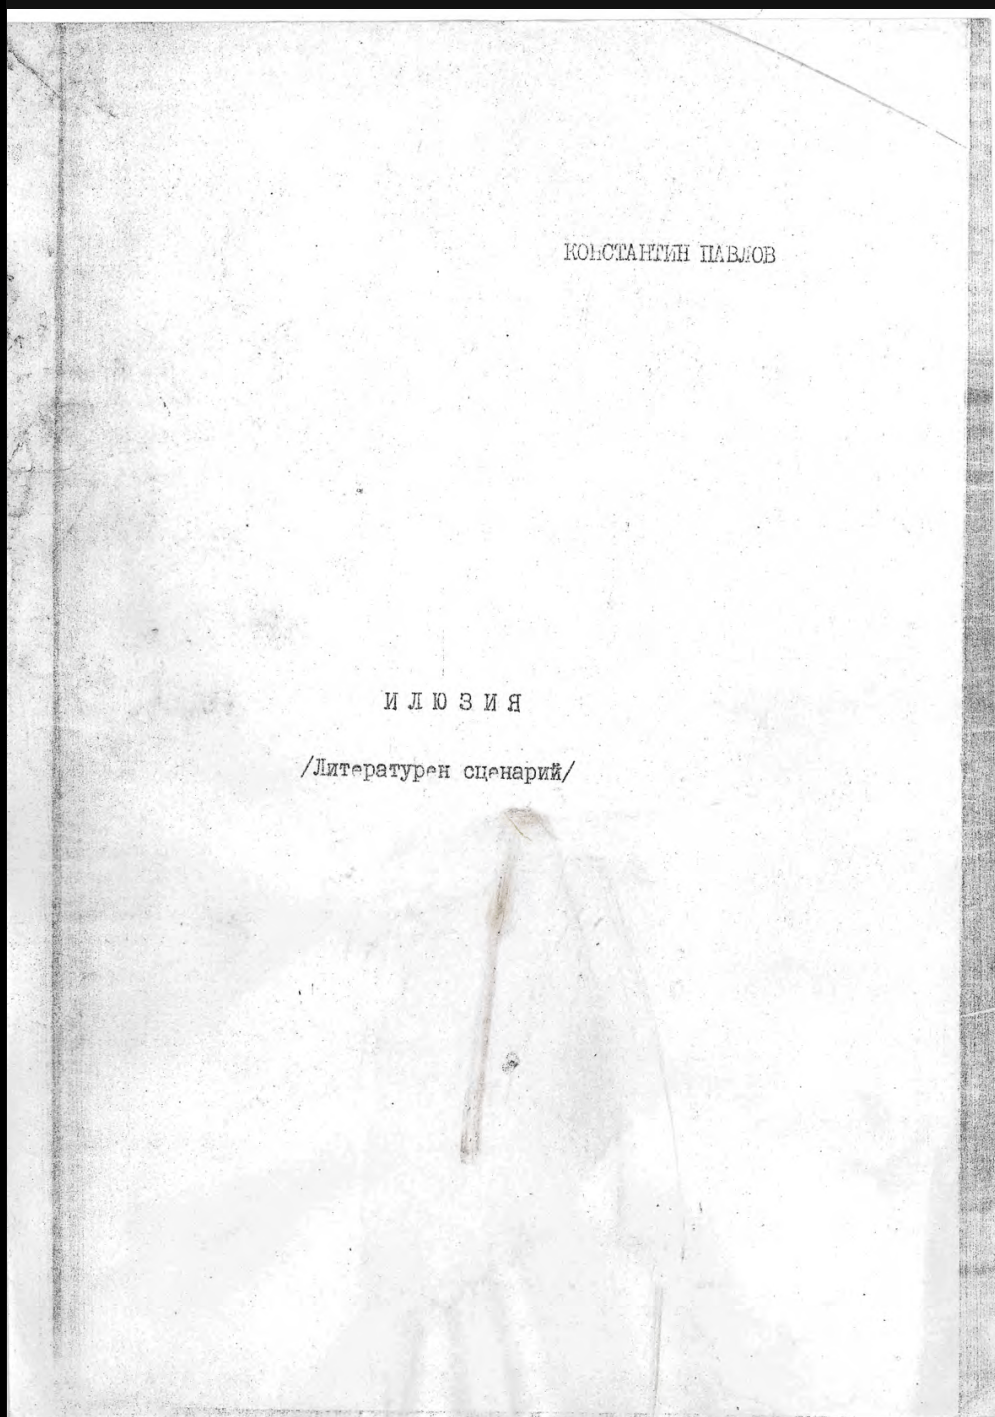 КОНСТАНТИН ПАВЛОВ
И Л Ю З И Я
/Литературен сценарий/